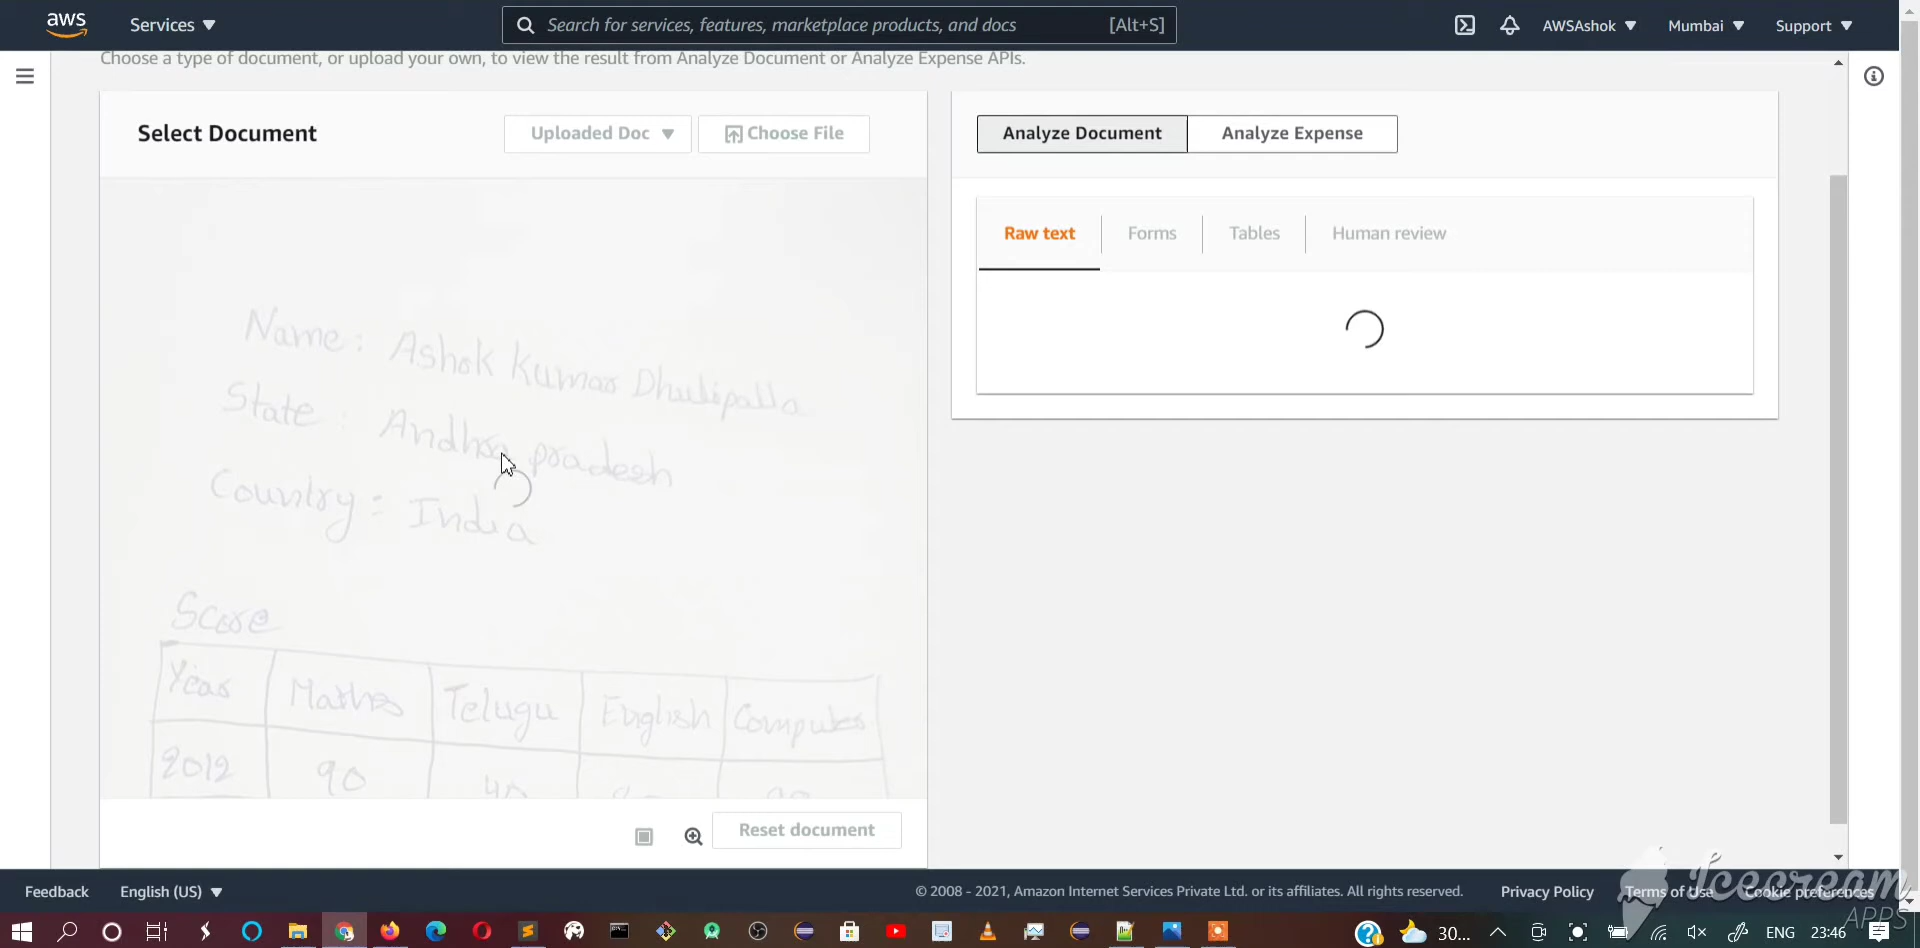 aws
Services
Search for services, features, marketplace products, and docs [Alt+S]
AWSAshok
Mumbai
Support
Choose a type of document, or upload your own, to view the result from Analyze Document or Analyze Expense APIs.
Select Document
Uploaded Doc
Choose File
Name : Ashok Kumar Dhulipalla
State : Andhra pradesh
Country : India
Score
Year Maths Telugu English Computer
2012 90
Reset document
Analyze Document
Analyze Expense
Raw text
Forms
Tables
Human review
Feedback
English (US)
© 2008 - 2021, Amazon Internet Services Private Ltd. or its affiliates. All rights reserved.
Privacy Policy
Terms of Use
Cookie preferences
Icecream
APPS
30...
ENG
23:46